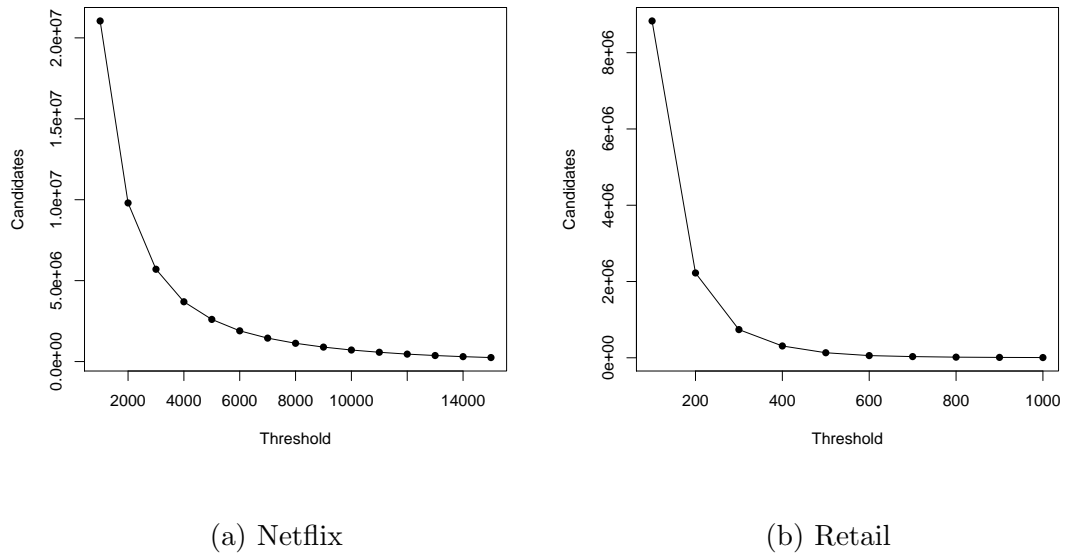 2.0e+07
1.5e+07
1.0e+07
5.0e+06
0.0e+00
Candidates
2000 4000 6000 8000 10000 14000
Threshold
(a) Netflix
8e+06
6e+06
4e+06
2e+06
0e+00
Candidates
200 400 600 800 1000
Threshold
(b) Retail